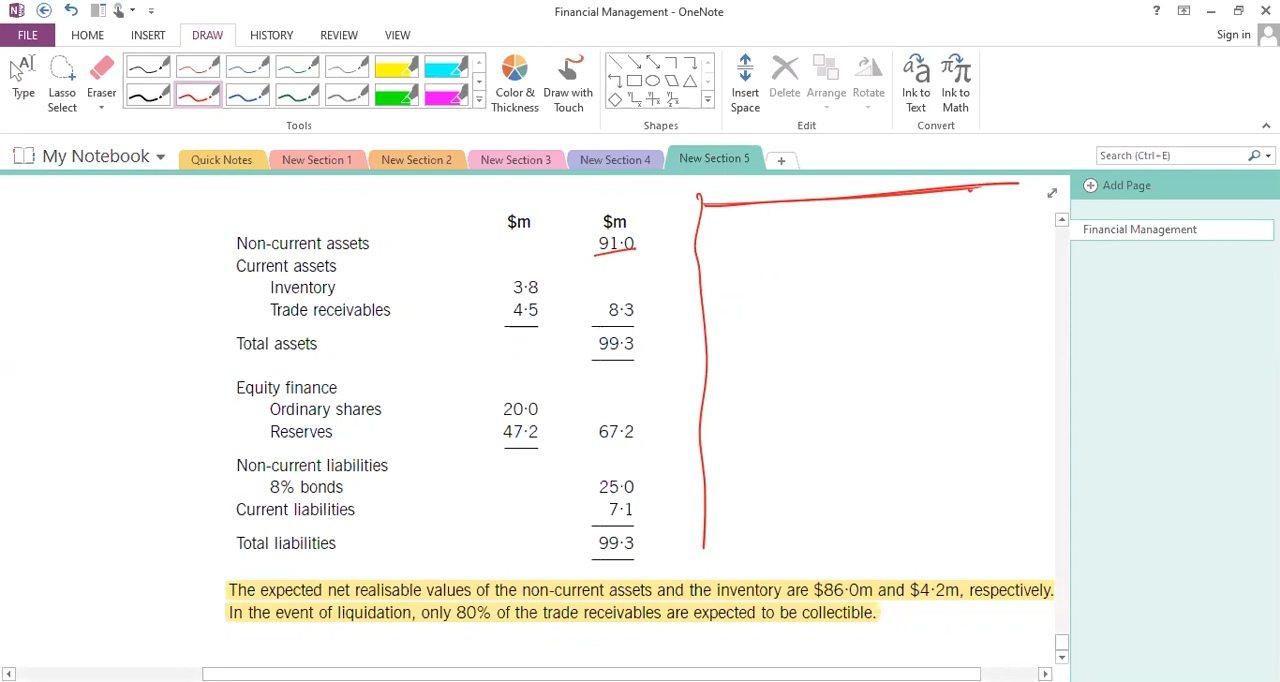 Financial Management - OneNote
?
FILE HOME INSERT DRAW HISTORY REVIEW VIEW
Sign in
Type
Lasso Select
Eraser
Color & Thickness
Draw with Touch
Insert Space
Delete
Arrange
Rotate
Ink to Text
Ink to Math
Tools
Shapes
Edit
Convert
My Notebook
Quick Notes New Section 1 New Section 2 New Section 3 New Section 4 New Section 5
Search (Ctrl+E)
Add Page
Financial Management
$m $m
Non-current assets 91·0
Current assets
Inventory 3·8
Trade receivables 4·5 8·3
Total assets 99·3
Equity finance
Ordinary shares 20·0
Reserves 47·2 67·2
Non-current liabilities
8% bonds 25·0
Current liabilities 7·1
Total liabilities 99·3
The expected net realisable values of the non-current assets and the inventory are $86·0m and $4·2m, respectively.
In the event of liquidation, only 80% of the trade receivables are expected to be collectible.